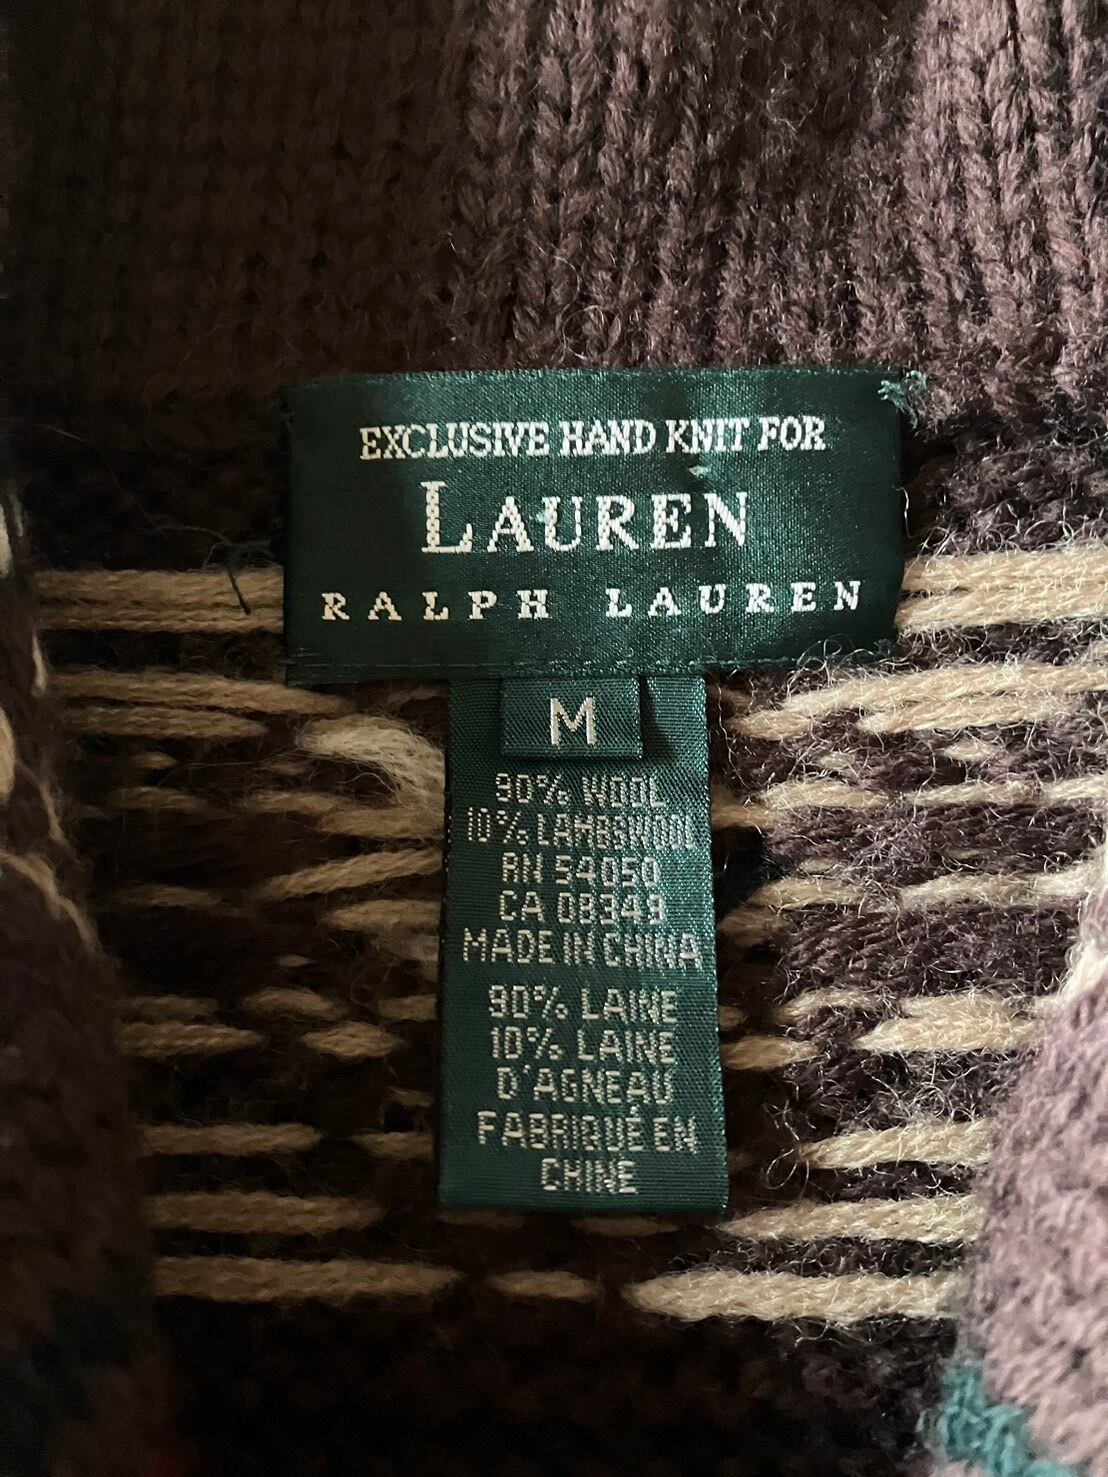 EXCLUSIVE HAND KNIT FOR
LAUREN
RALPH LAUREN
M
90% WOOL
10% LAMBSWOOL
RN 54050
CA 08349
MADE IN CHINA
90% LAINE
10% LAINE
D'AGNEAU
FABRIQUÉ EN
CHINE